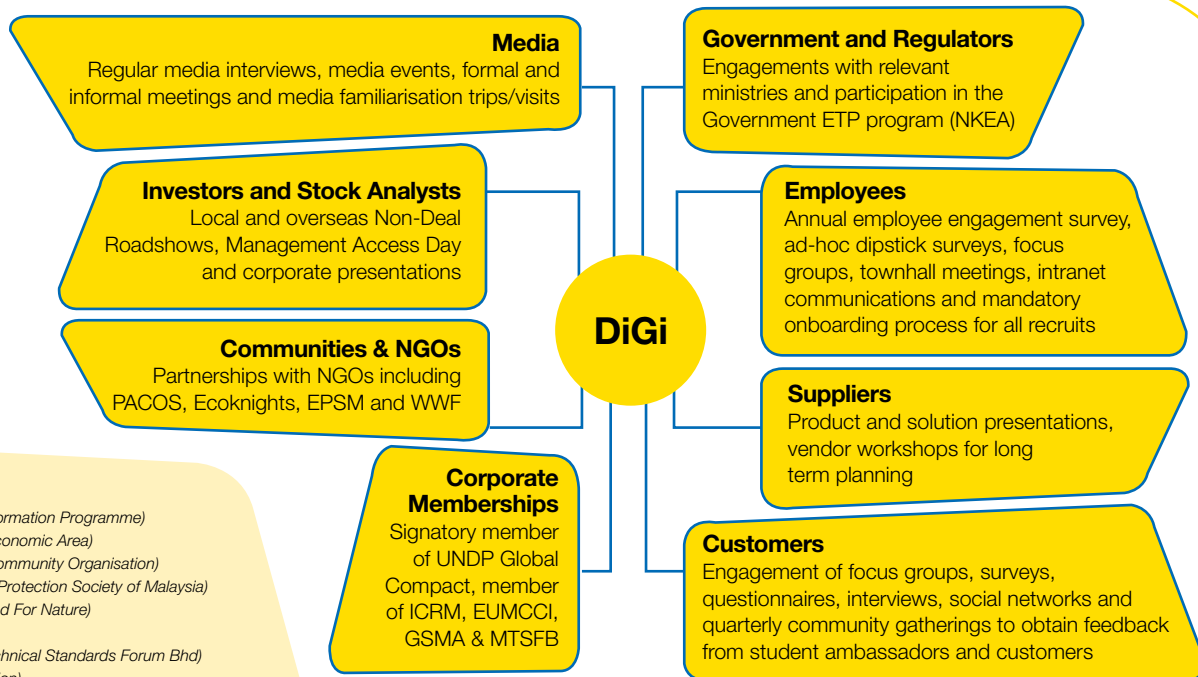 Media
Regular media interviews, media events, formal and
informal meetings and media familiarisation trips/visits
Investors and Stock Analysts
Local and overseas Non-Deal
Roadshows, Management Access Day
and corporate presentations
Communities & NGOs
Partnerships with NGOs including
PACOS, Ecoknights, EPSM and WWF
Corporate
Memberships
Signatory member
of UNDP Global
Compact, member
of ICRM, EUMCCI,
GSMA & MTSFB
DiGi
Government and Regulators
Engagements with relevant
ministries and participation in the
Government ETP program (NKEA)
Employees
Annual employee engagement survey,
ad-hoc dipstick surveys, focus
groups, townhall meetings, intranet
communications and mandatory
onboarding process for all recruits
Suppliers
Product and solution presentations,
vendor workshops for long
term planning
Customers
Engagement of focus groups, surveys,
questionnaires, interviews, social networks and
quarterly community gatherings to obtain feedback
from student ambassadors and customers
ormation Programme)
conomic Area)
ommunity Organisation)
Protection Society of Malaysia)
d For Nature)
chnical Standards Forum Bhd)